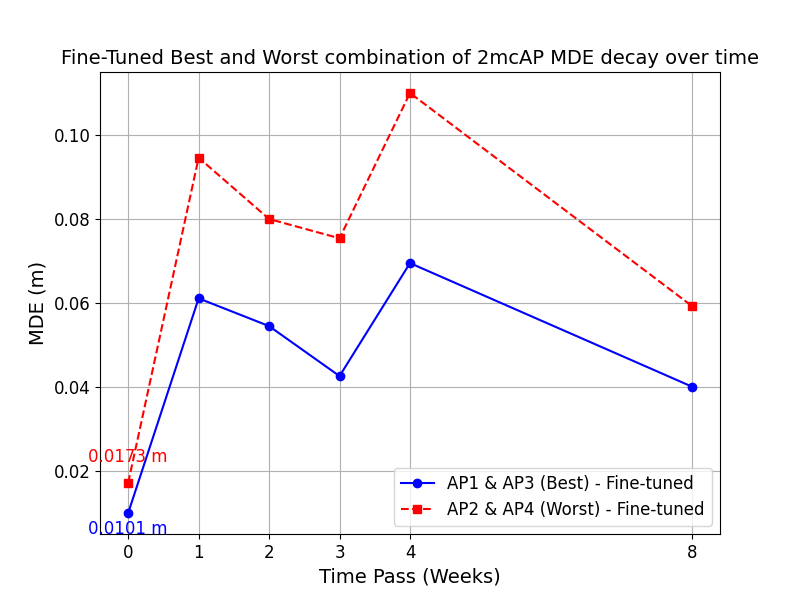 Fine-Tuned Best and Worst combination of 2mcAP MDE decay over time
MDE (m)
0.10
0.08
0.06
0.04
0.02
0.0173 m
0.0101 m
AP1 & AP3 (Best) - Fine-tuned
AP2 & AP4 (Worst) - Fine-tuned
0 1 2 3 4 8
Time Pass (Weeks)